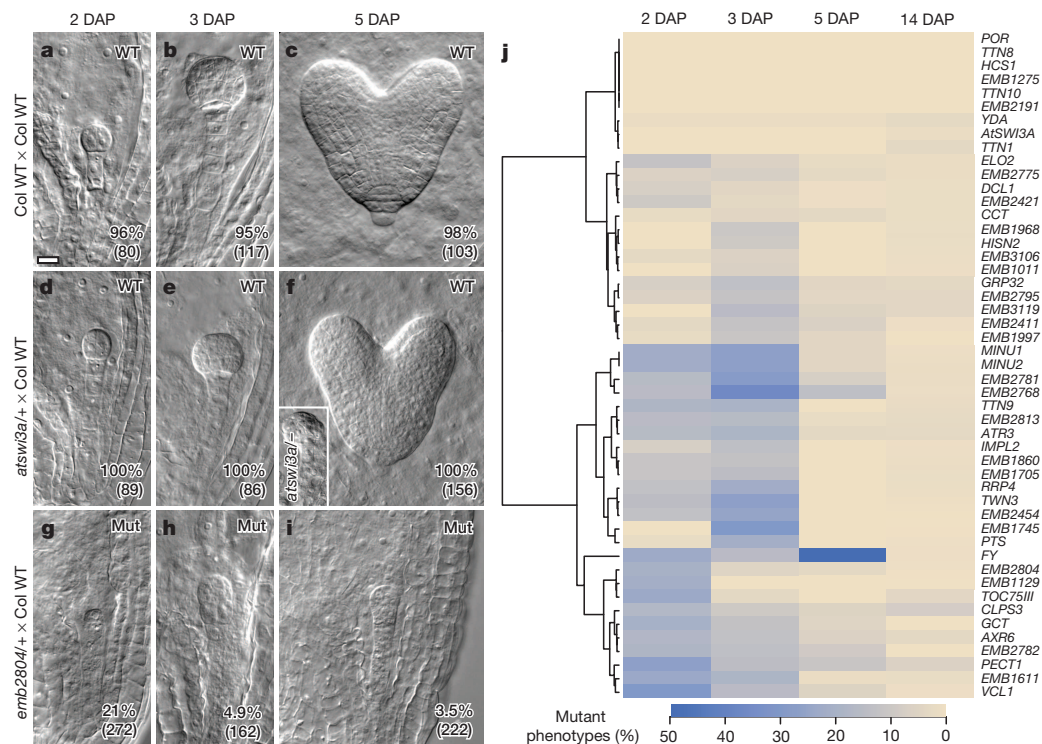 2 DAP
3 DAP
5 DAP
Col WT × Col WT
a
WT
96%
(80)
b
WT
95%
(117)
c
WT
98%
(103)
atswi3a/+ × Col WT
d
WT
100%
(89)
e
WT
100%
(86)
f
WT
atswi3a/–
100%
(156)
emb2804/+ × Col WT
g
Mut
21%
(272)
h
Mut
4.9%
(162)
i
Mut
3.5%
(222)
j
2 DAP
3 DAP
5 DAP
14 DAP
POR
TTN8
HCS1
EMB1275
TTN10
EMB2191
YDA
AtSWI3A
TTN1
ELO2
EMB2775
DCL1
EMB2421
CCT
EMB1968
HISN2
EMB3106
EMB1011
GRP32
EMB2795
EMB3119
EMB2411
EMB1997
MINU1
MINU2
EMB2781
EMB2768
TTN9
EMB2813
ATR3
IMPL2
EMB1860
EMB1705
RRP4
TWN3
EMB2454
EMB1745
PTS
FY
EMB2804
EMB1129
TOC75III
CLPS3
GCT
AXR6
EMB2782
PECT1
EMB1611
VCL1
Mutant
phenotypes (%)
50 40 30 20 10 0